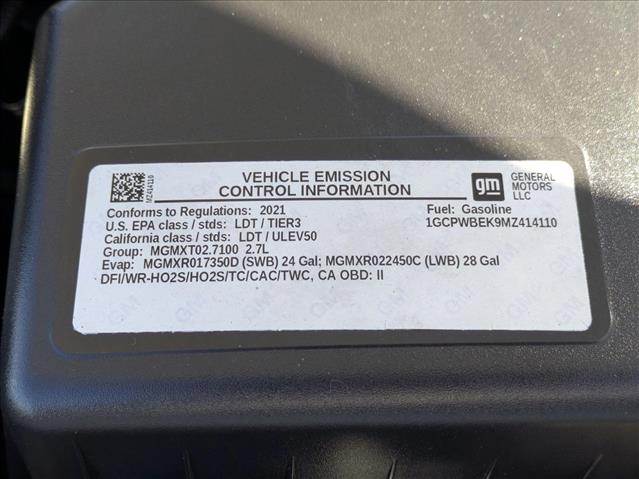 MZ414110
VEHICLE EMISSION
CONTROL INFORMATION
gm
GENERAL
MOTORS
LLC
Conforms to Regulations: 2021
Fuel: Gasoline
U.S. EPA class / stds: LDT / TIER3
1GCPWBEK9MZ414110
California class / stds: LDT / ULEV50
Group: MGMXT02.7100 2.7L
Evap: MGMXR017350D (SWB) 24 Gal; MGMXR022450C (LWB) 28 Gal
DFI/WR-HO2S/HO2S/TC/CAC/TWC, CA OBD: II